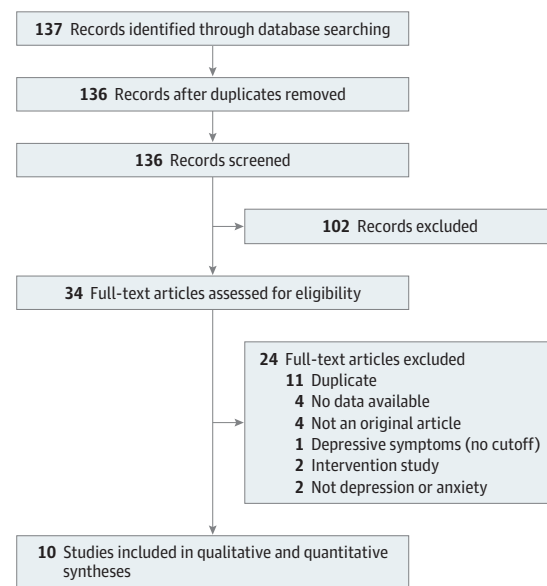 137 Records identified through database searching
136 Records after duplicates removed
136 Records screened
102 Records excluded
34 Full-text articles assessed for eligibility
24 Full-text articles excluded
11 Duplicate
4 No data available
4 Not an original article
1 Depressive symptoms (no cutoff)
2 Intervention study
2 Not depression or anxiety
10 Studies included in qualitative and quantitative
syntheses